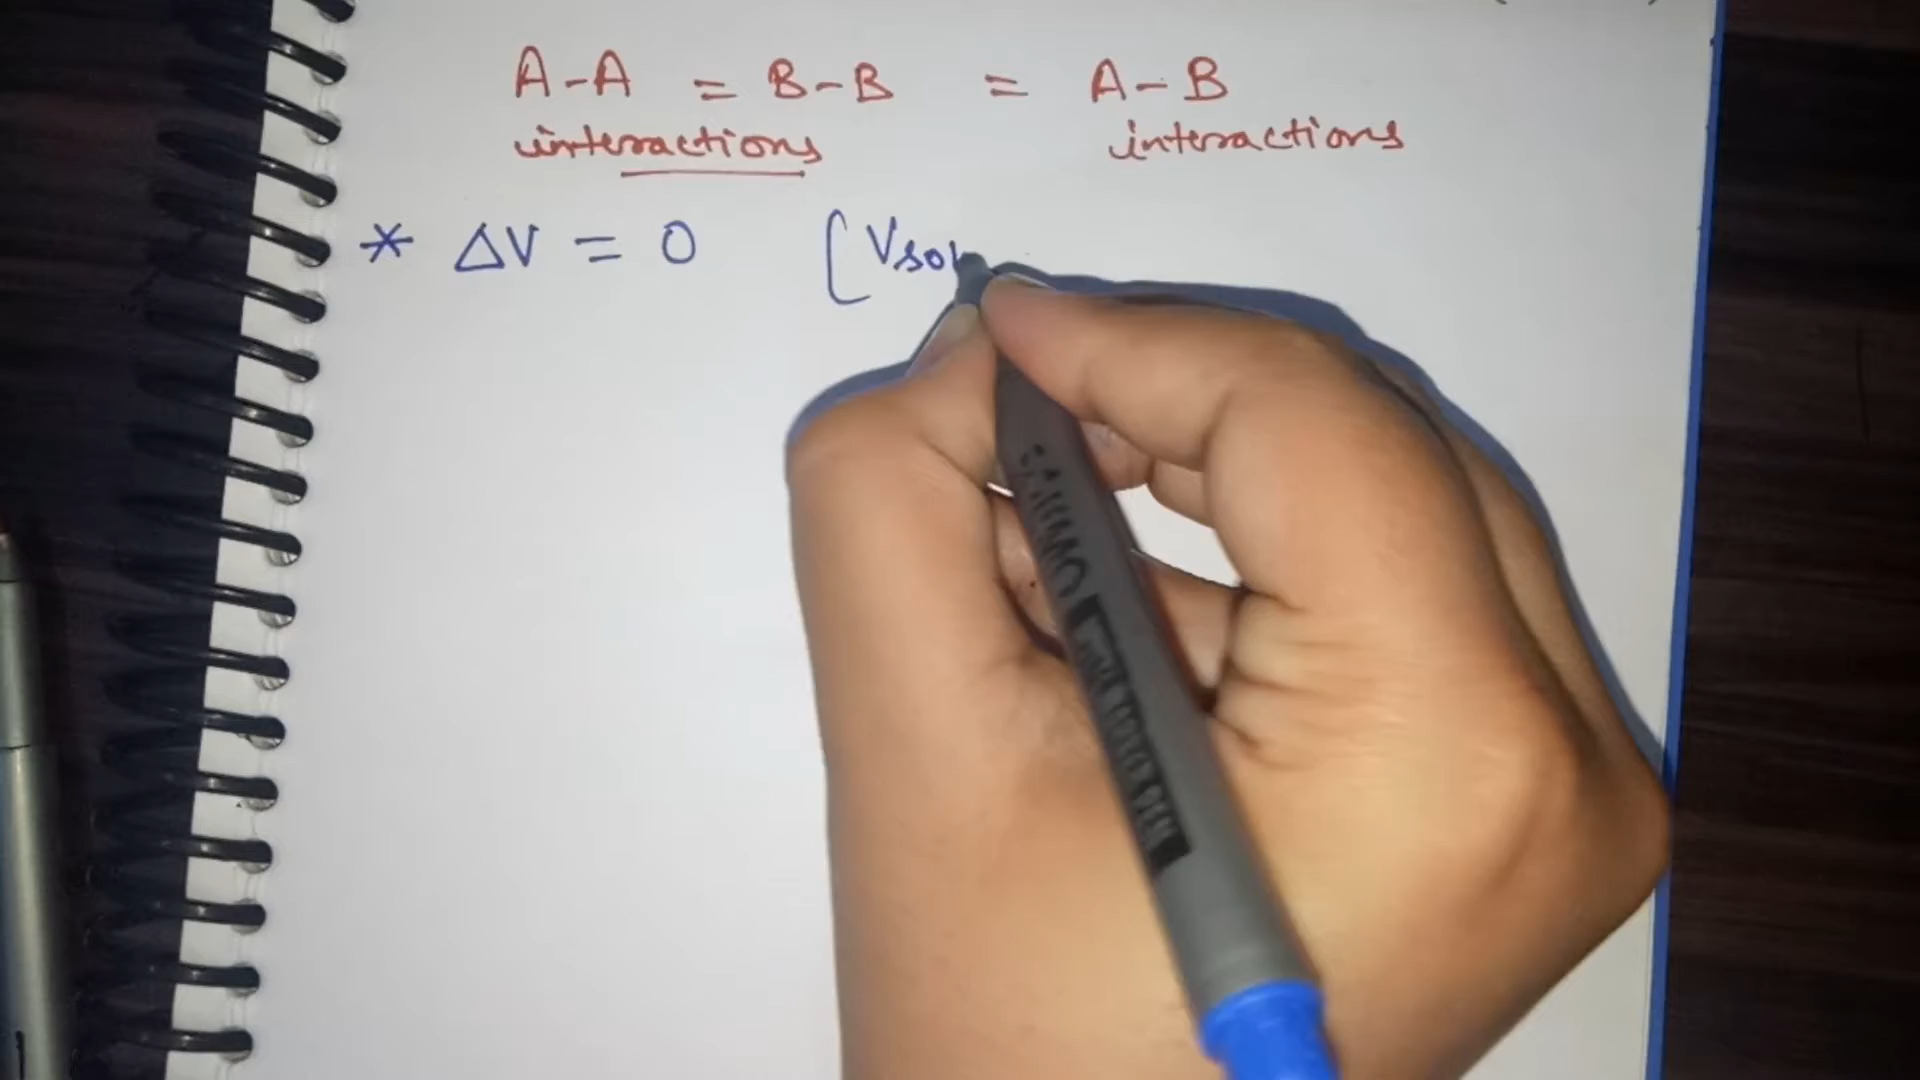 A-A = B-B = A-B
interactions interactions
* ΔV = 0 [Vsol